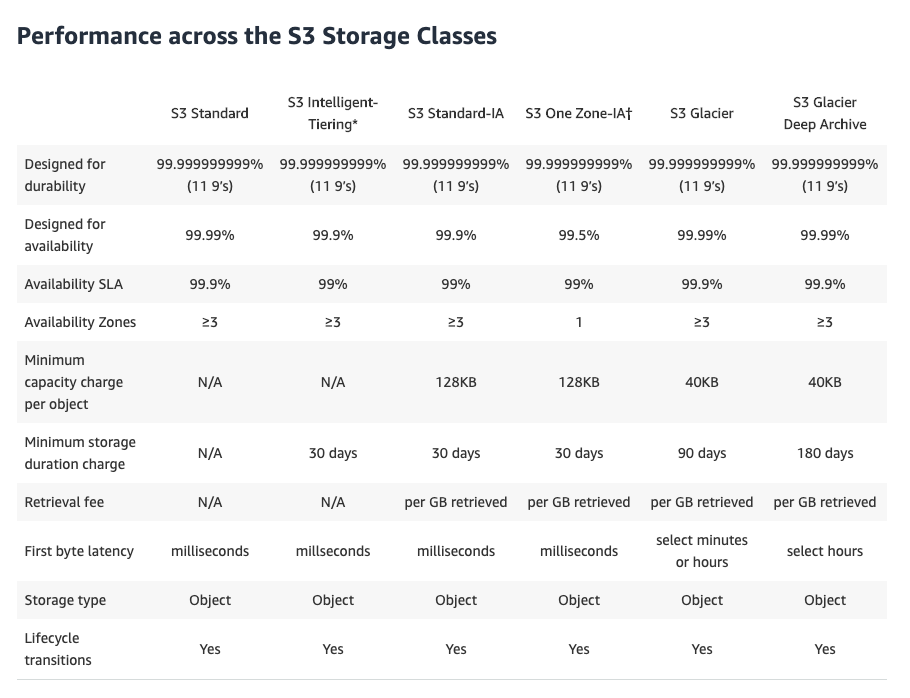 Performance across the S3 Storage Classes
S3 Standard S3 Intelligent-Tiering* S3 Standard-IA S3 One Zone-IA† S3 Glacier S3 Glacier Deep Archive
Designed for durability 99.999999999% (11 9's) 99.999999999% (11 9's) 99.999999999% (11 9's) 99.999999999% (11 9's) 99.999999999% (11 9's) 99.999999999% (11 9's)
Designed for availability 99.99% 99.9% 99.9% 99.5% 99.99% 99.99%
Availability SLA 99.9% 99% 99% 99% 99.9% 99.9%
Availability Zones ≥3 ≥3 ≥3 1 ≥3 ≥3
Minimum capacity charge per object N/A N/A 128KB 128KB 40KB 40KB
Minimum storage duration charge N/A 30 days 30 days 30 days 90 days 180 days
Retrieval fee N/A N/A per GB retrieved per GB retrieved per GB retrieved per GB retrieved
First byte latency milliseconds millseconds milliseconds milliseconds select minutes or hours select hours
Storage type Object Object Object Object Object Object
Lifecycle transitions Yes Yes Yes Yes Yes Yes